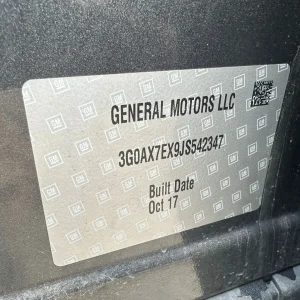 GENERAL MOTORS LLC
3G0AX7EX9JS542347
Built Date
Oct 17